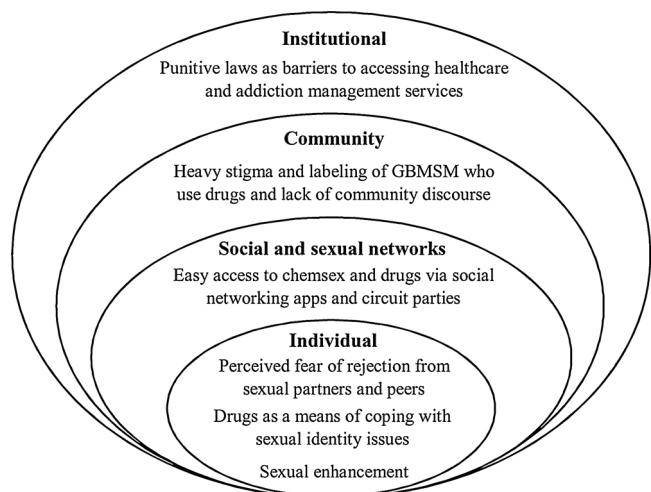 Institutional
Punitive laws as barriers to accessing healthcare
and addiction management services
Community
Heavy stigma and labeling of GBMSM who
use drugs and lack of community discourse
Social and sexual networks
Easy access to chemsex and drugs via social
networking apps and circuit parties
Individual
Perceived fear of rejection from
sexual partners and peers
Drugs as a means of coping with
sexual identity issues
Sexual enhancement